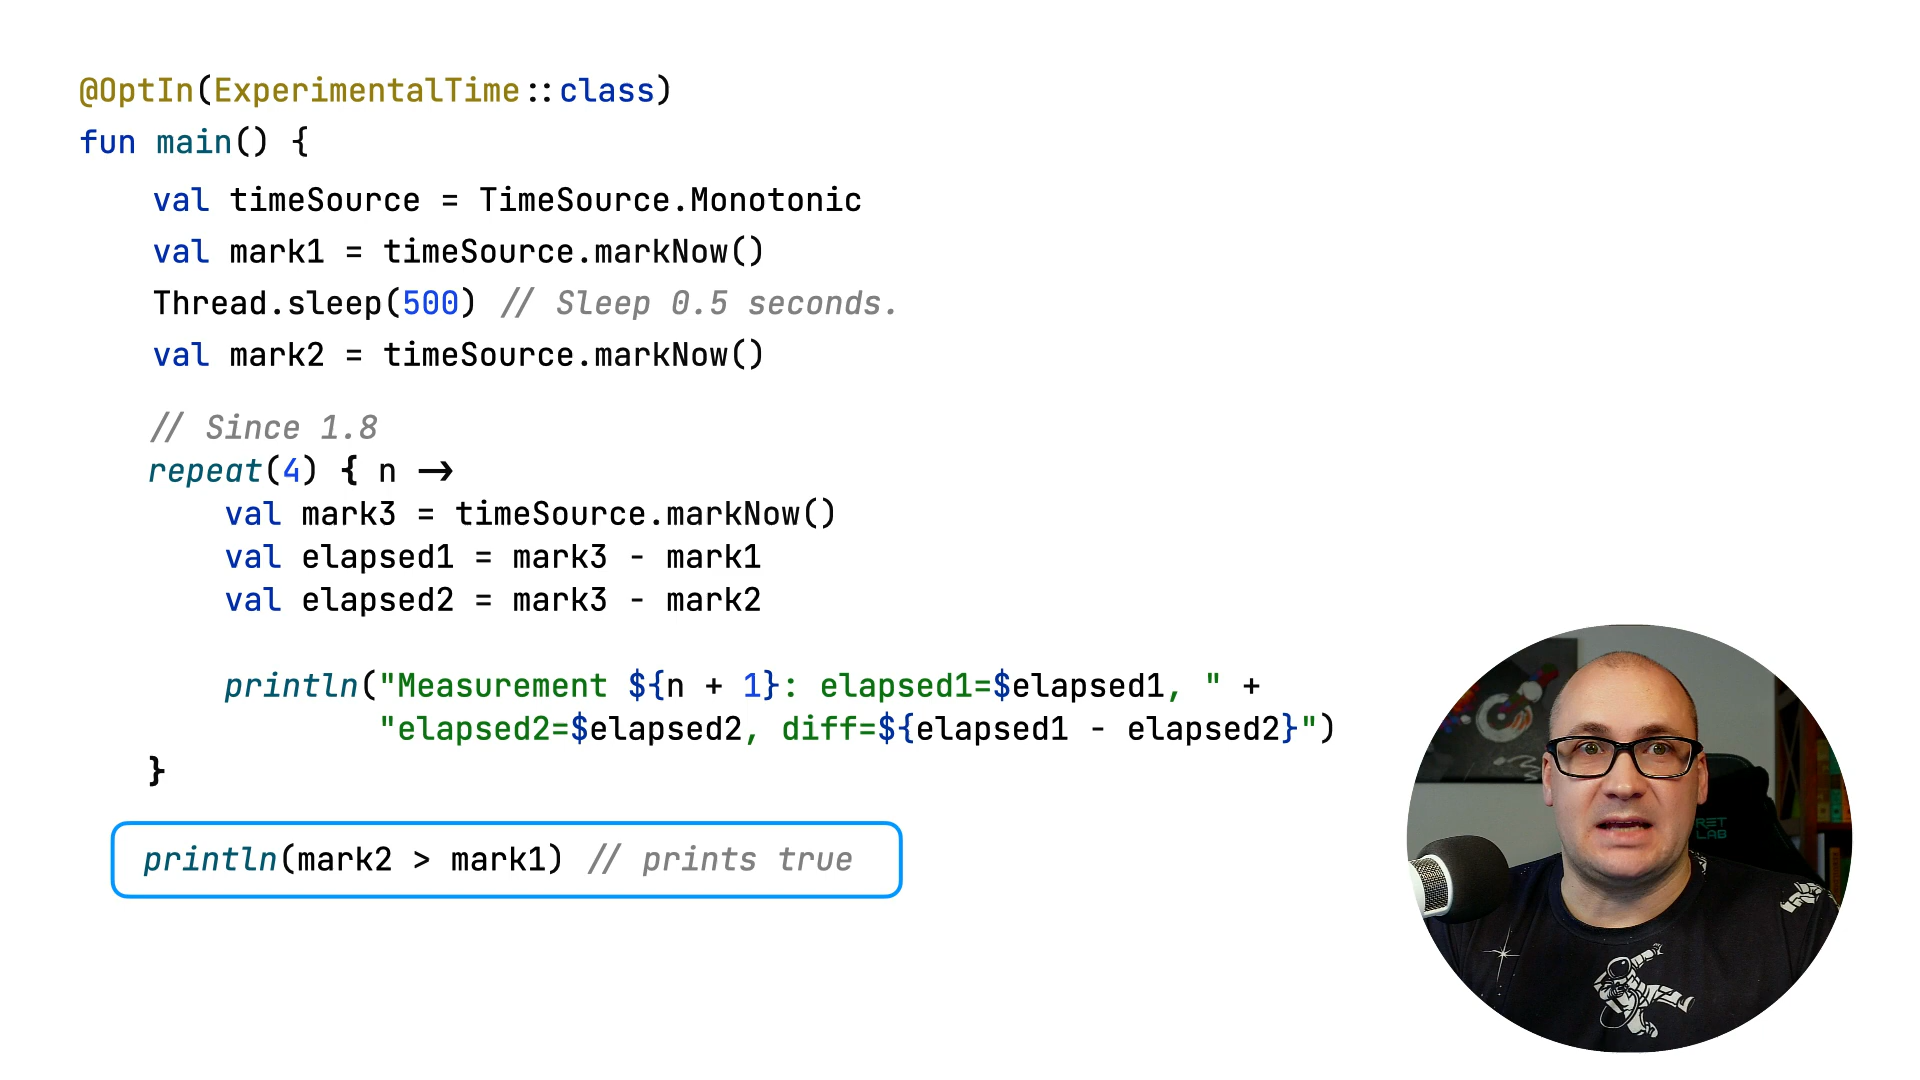 @OptIn(ExperimentalTime::class)
fun main() {
val timeSource = TimeSource.Monotonic
val mark1 = timeSource.markNow()
Thread.sleep(500) // Sleep 0.5 seconds.
val mark2 = timeSource.markNow()
// Since 1.8
repeat(4) { n ->
val mark3 = timeSource.markNow()
val elapsed1 = mark3 - mark1
val elapsed2 = mark3 - mark2
println("Measurement ${n + 1}: elapsed1=$elapsed1, " +
"elapsed2=$elapsed2, diff=${elapsed1 - elapsed2}")
}
println(mark2 > mark1) // prints true
RET
LAB